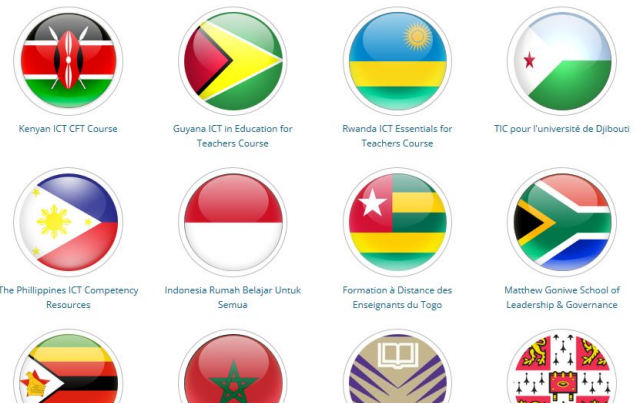 Kenyan ICT CFT Course
Guyana ICT in Education for
Teachers Course
Rwanda ICT Essentials for
Teachers Course
TIC pour l'université de Djibouti
The Phillippines ICT Competency
Resources
Indonesia Rumah Belajar Untuk
Semua
Formation à Distance des
Enseignants du Togo
Matthew Goniwe School of
Leadership & Governance